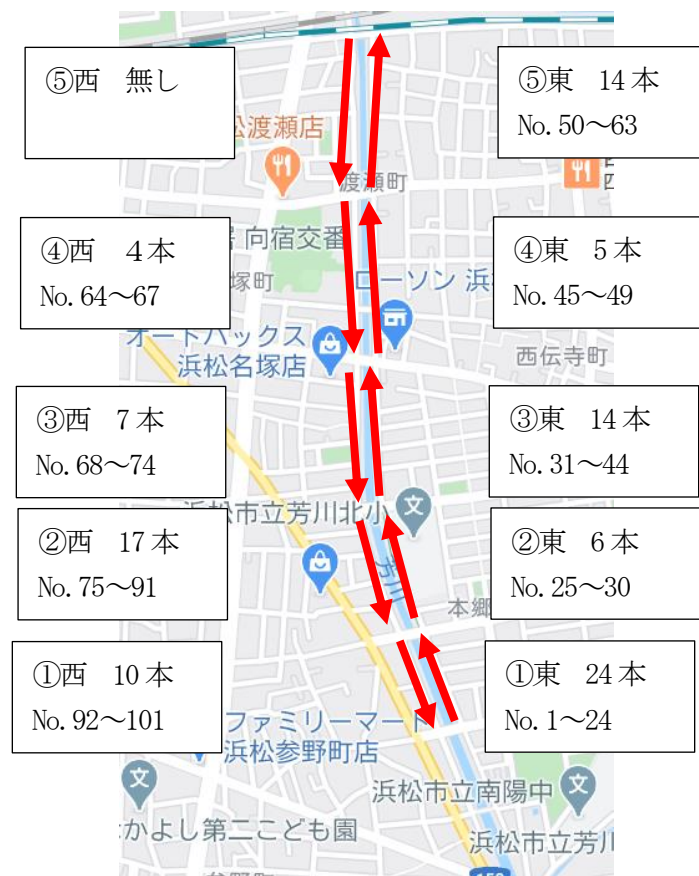 ⑤西 無し
⑤東 14本
No.50～63
渡瀬店
渡瀬町
④西 4本
No.64～67
向宿交番
塚町
④東 5本
No.45～49
ローソン 浜
オートバックス
浜松名塚店
西伝寺町
③西 7本
No.68～74
③東 14本
No.31～44
浜松市立芳川北小
②西 17本
No.75～91
芳川
②東 6本
No.25～30
本郷
①西 10本
No.92～101
①東 24本
No.1～24
ファミリーマート
浜松参野町店
浜松市立南陽中
かよし第二こども園
浜松市立芳川